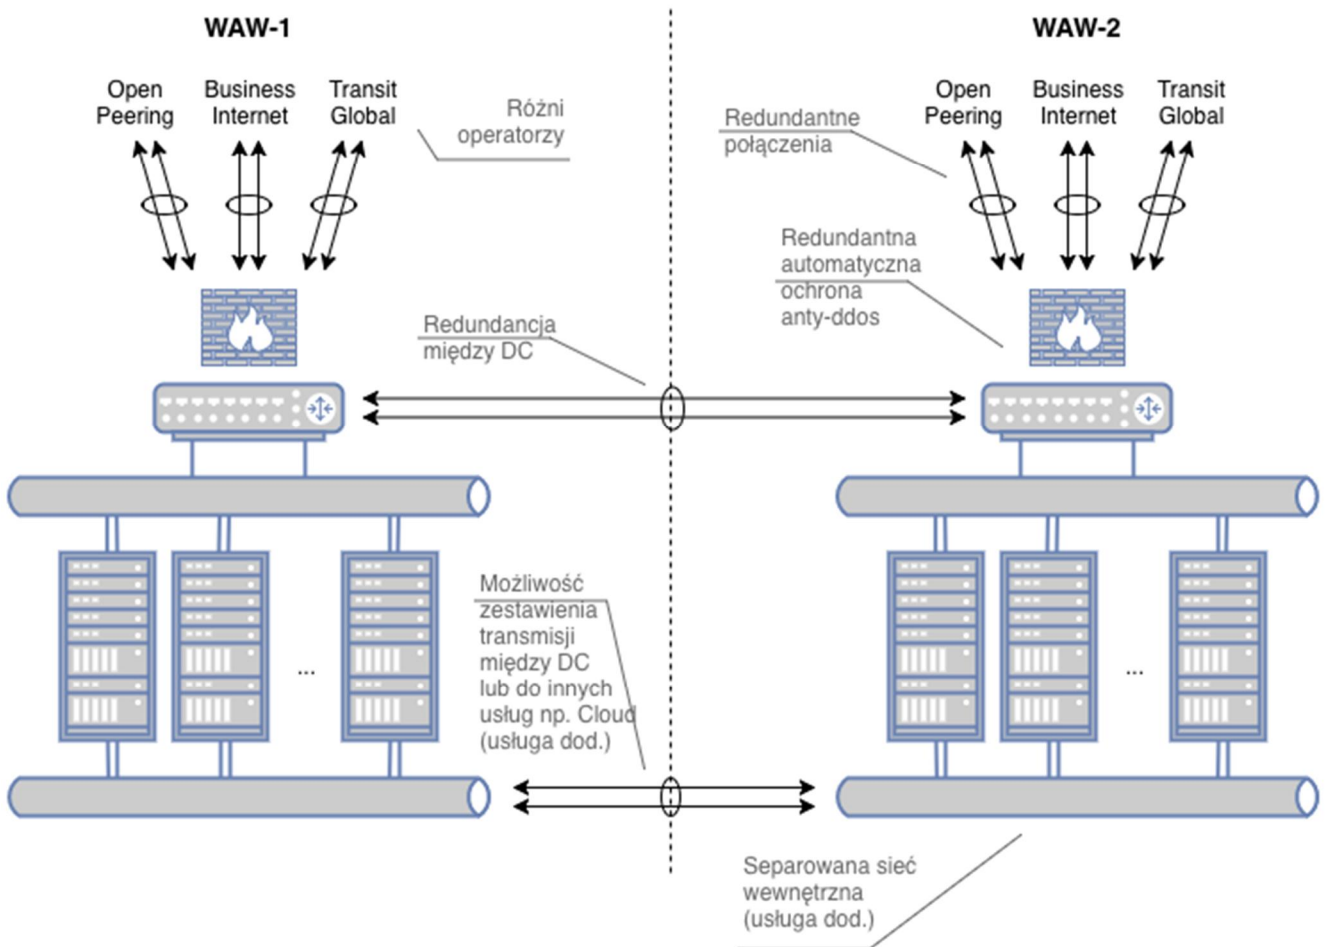 WAW-1
WAW-2
Open
Peering
Business
Internet
Transit
Global
Różni
operatorzy
Redundantne
połączenia
Open
Peering
Business
Internet
Transit
Global
Redundantna
automatyczna
ochrona
anty-ddos
Redundancja
między DC
Możliwość
zestawienia
transmisji
między DC
lub do innych
usług np. Cloud
(usługa dod.)
...
...
Separowana sieć
wewnętrzna
(usługa dod.)